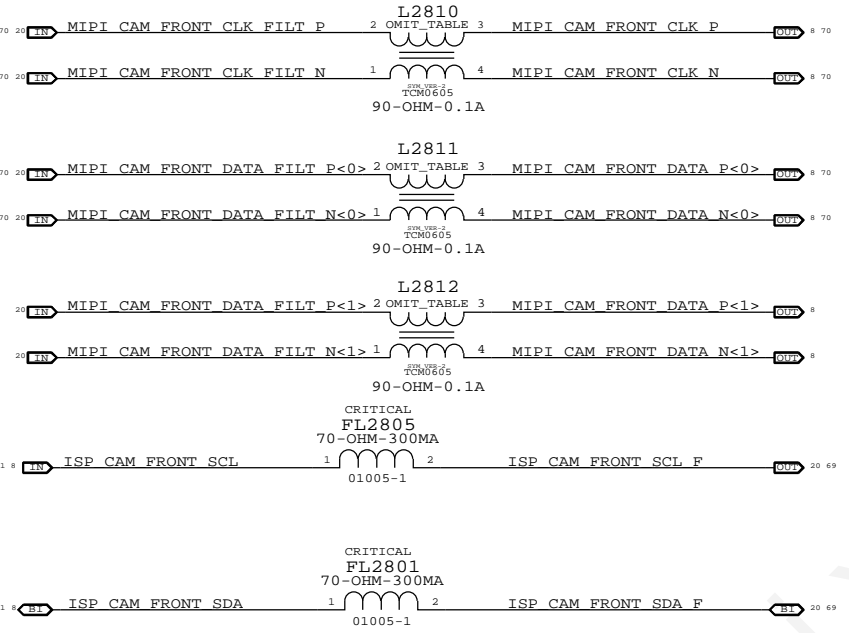 L2810
70 20 IN MIPI_CAM_FRONT_CLK_FILT_P 2 OMIT_TABLE 3 MIPI_CAM_FRONT_CLK_P OUT 8 70
70 20 IN MIPI_CAM_FRONT_CLK_FILT_N 1 4 MIPI_CAM_FRONT_CLK_N OUT 8 70
SYM_VER-2
TCM0605
90-OHM-0.1A
L2811
70 20 IN MIPI_CAM_FRONT_DATA_FILT_P<0> 2 OMIT_TABLE 3 MIPI_CAM_FRONT_DATA_P<0> OUT 8 70
70 20 IN MIPI_CAM_FRONT_DATA_FILT_N<0> 1 4 MIPI_CAM_FRONT_DATA_N<0> OUT 8 70
SYM_VER-2
TCM0605
90-OHM-0.1A
L2812
20 IN MIPI_CAM_FRONT_DATA_FILT_P<1> 2 OMIT_TABLE 3 MIPI_CAM_FRONT_DATA_P<1> OUT 8
20 IN MIPI_CAM_FRONT_DATA_FILT_N<1> 1 4 MIPI_CAM_FRONT_DATA_N<1> OUT 8
SYM_VER-2
TCM0605
90-OHM-0.1A
CRITICAL
FL2805
70-OHM-300MA
1 8 IN ISP_CAM_FRONT_SCL 1 2 ISP_CAM_FRONT_SCL_F OUT 20 69
01005-1
CRITICAL
FL2801
70-OHM-300MA
1 8 BI ISP_CAM_FRONT_SDA 1 2 ISP_CAM_FRONT_SDA_F BI 20 69
01005-1